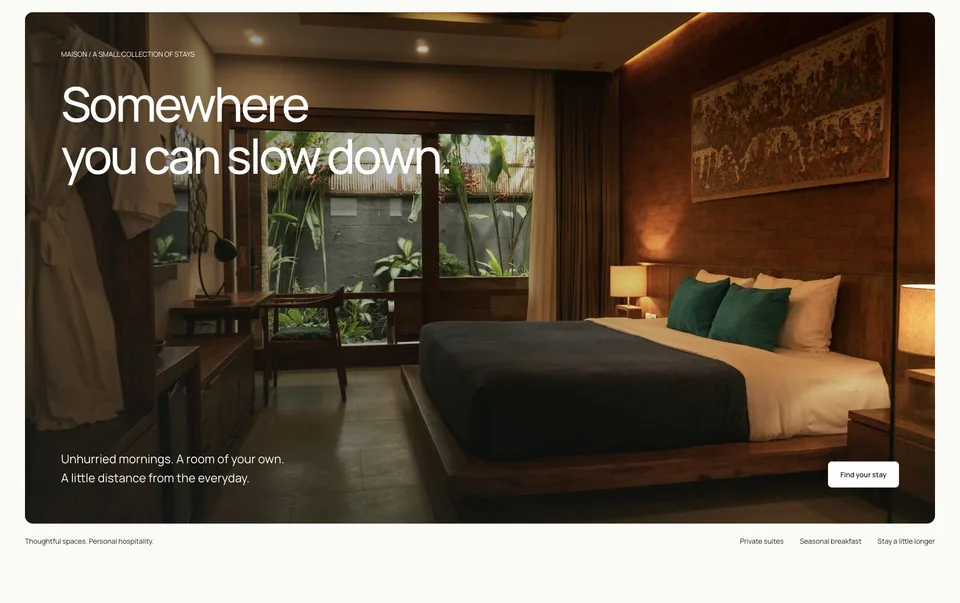 MAISON / A SMALL COLLECTION OF STAYS
Somewhere
you can slow down.
Unhurried mornings. A room of your own.
A little distance from the everyday.
Find your stay
Thoughtful spaces. Personal hospitality.
Private suites
Seasonal breakfast
Stay a little longer